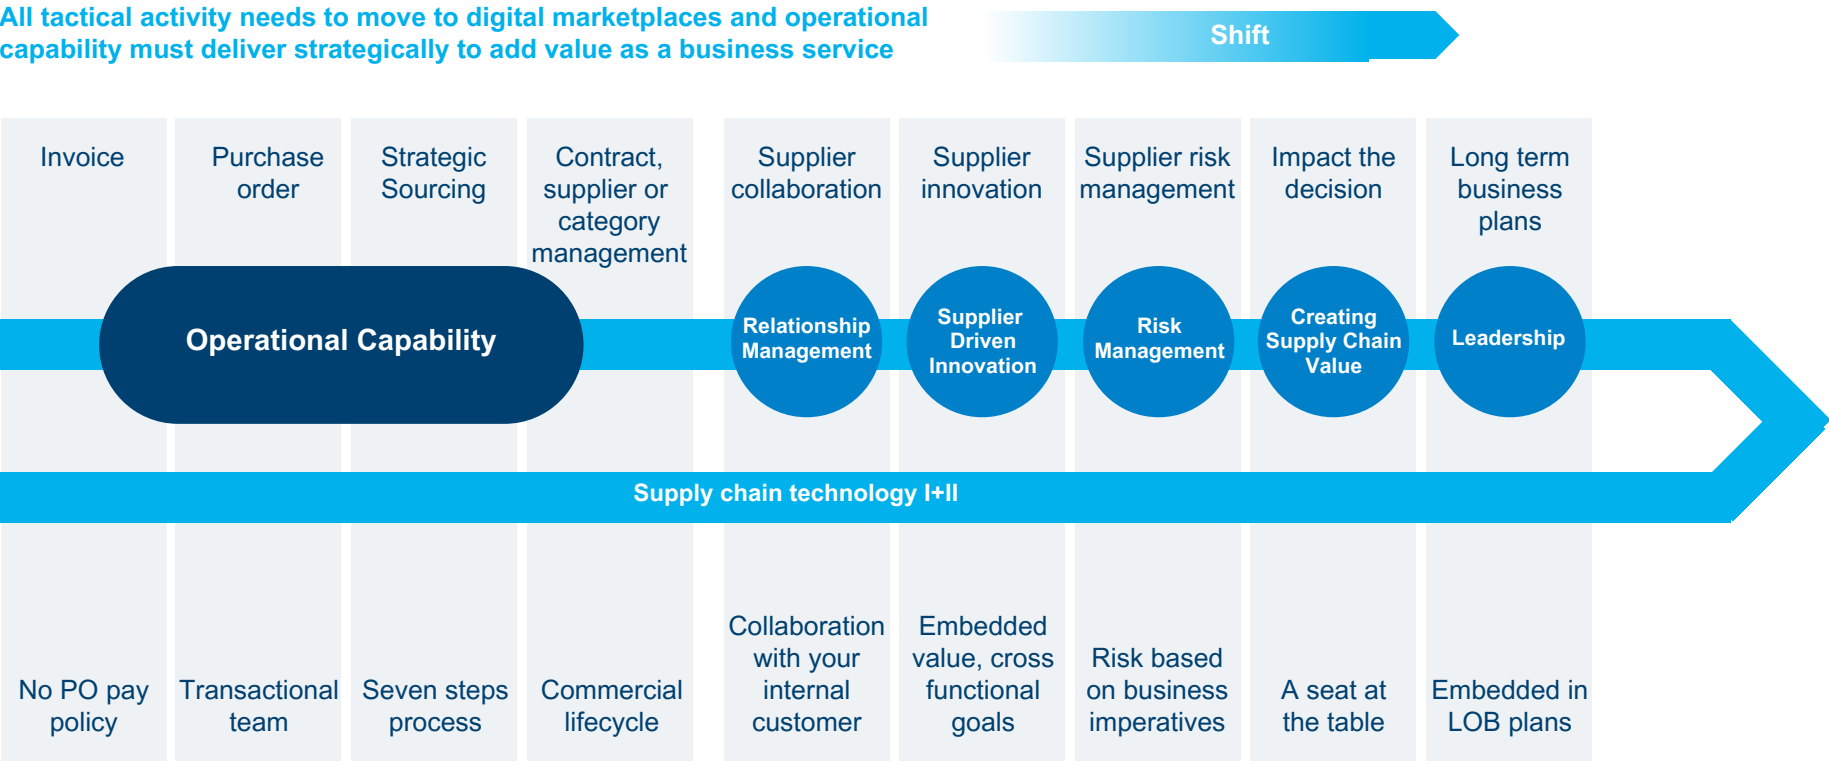 All tactical activity needs to move to digital marketplaces and operational
capability must deliver strategically to add value as a business service
Shift
Invoice
Purchase
order
Strategic
Sourcing
Contract,
supplier or
category
management
Supplier
collaboration
Supplier
innovation
Supplier risk
management
Impact the
decision
Long term
business
plans
Operational Capability
Relationship
Management
Supplier
Driven
Innovation
Risk
Management
Creating
Supply Chain
Value
Leadership
Supply chain technology I+II
No PO pay
policy
Transactional
team
Seven steps
process
Commercial
lifecycle
Collaboration
with your
internal
customer
Embedded
value, cross
functional
goals
Risk based
on business
imperatives
A seat at
the table
Embedded in
LOB plans